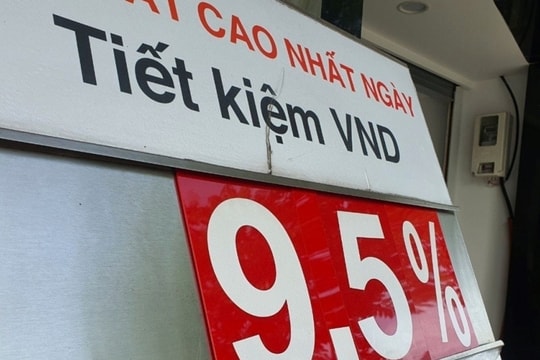 CAO NHẤT NGÀY
Tiết kiệm VND
9.5%